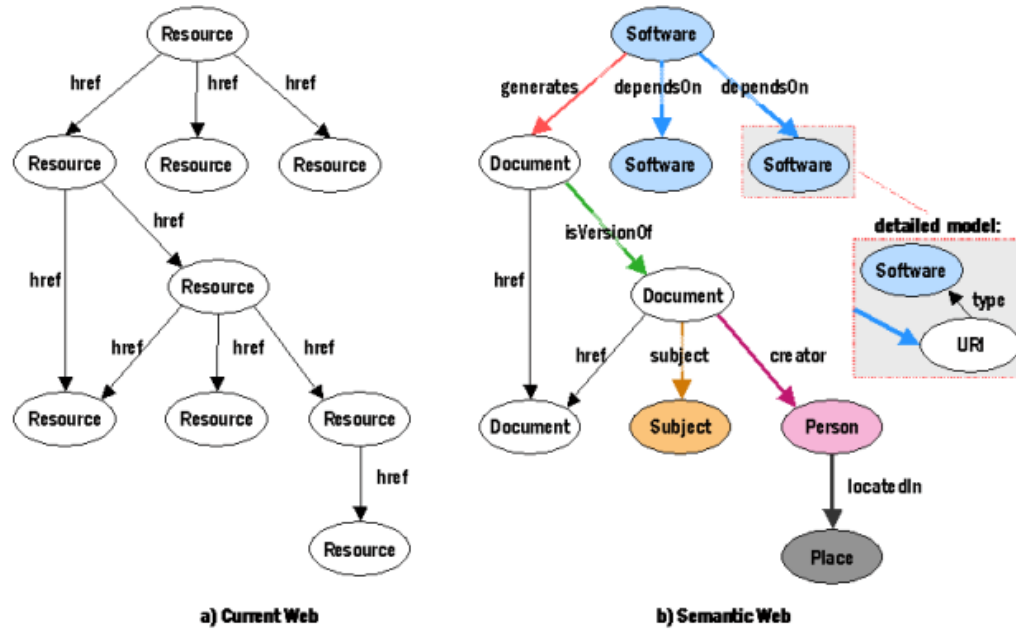 Resource
href
href
href
Resource
Resource
Resource
href
href
Resource
href
href
href
Resource
Resource
Resource
href
Resource
a) Current Web
Software
generates
dependsOn
dependsOn
Document
Software
Software
isVersionOf
href
Document
href
subject
creator
Document
Subject
Person
locatedIn
Place
detailed model:
Software
type
URI
b) Semantic Web